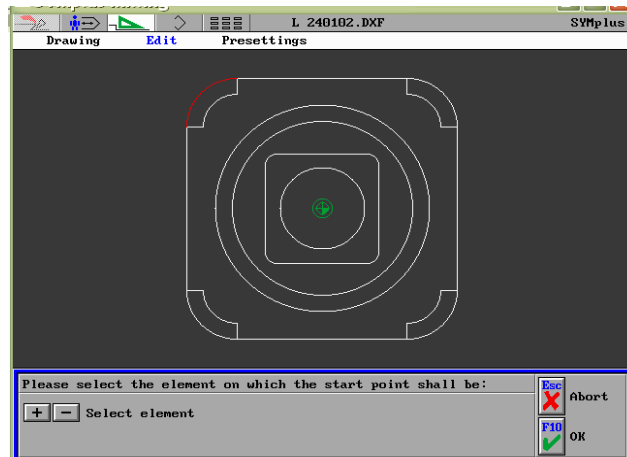 L 240102.DXF SYMplus
Drawing Edit Presettings
Please select the element on which the start point shall be:
+ - Select element
Esc Abort
F10 OK